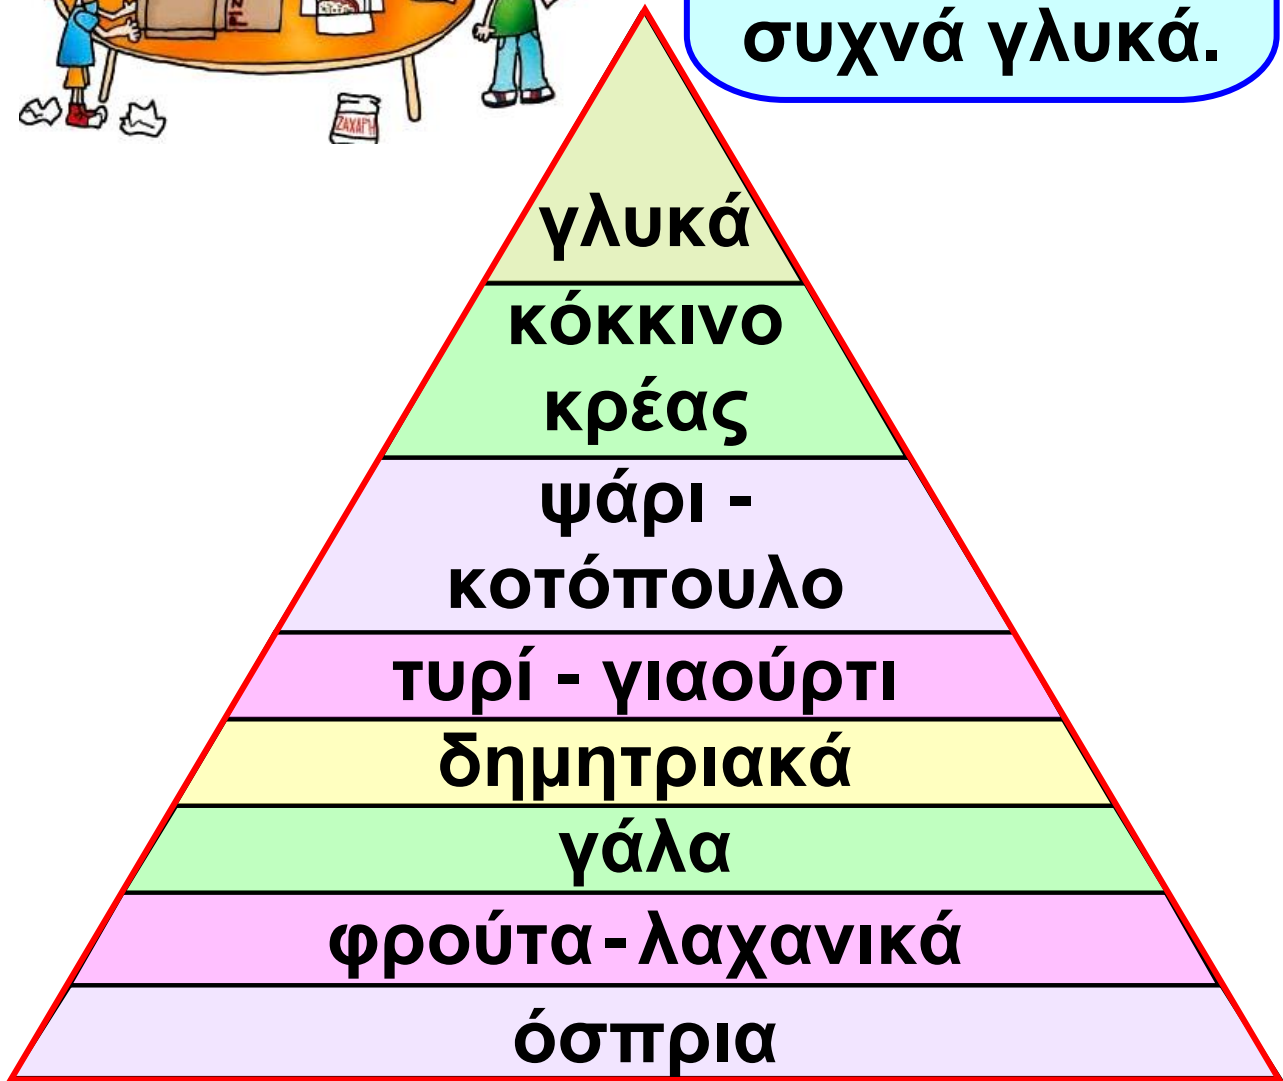 συχνά γλυκά.
ΖΑΧΑΡΗ
γλυκά
κόκκινο
κρέας
ψάρι -
κοτόπουλο
τυρί - γιαούρτι
δημητριακά
γάλα
φρούτα - λαχανικά
όσπρια